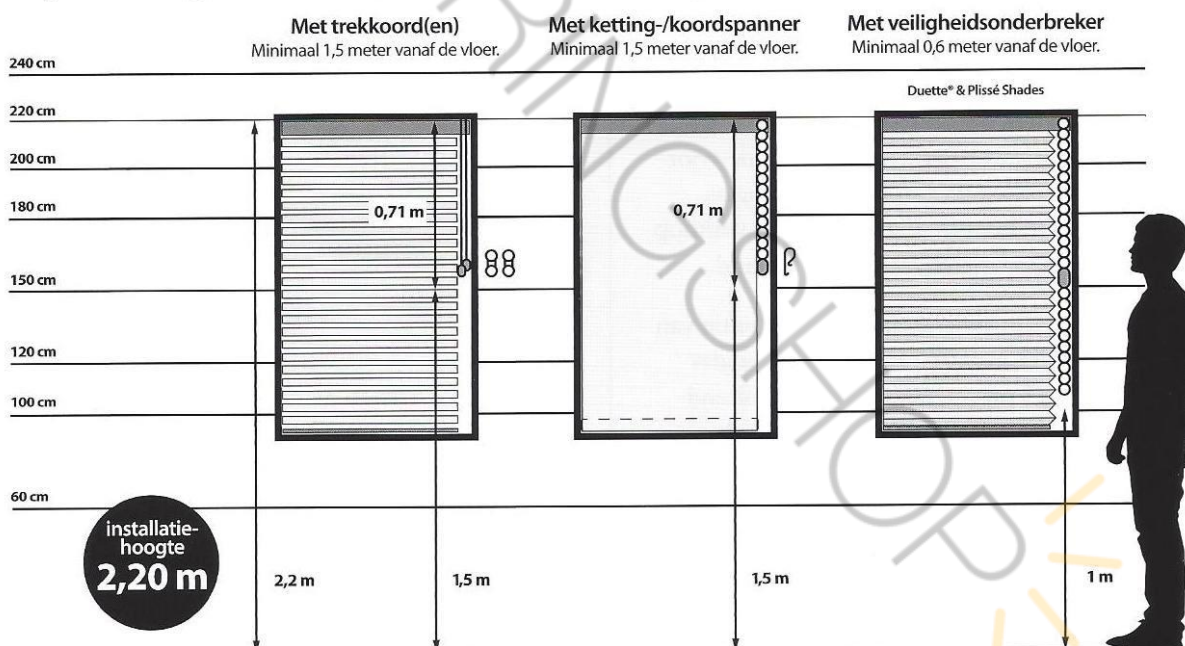 Met trekkoord(en)
Minimaal 1,5 meter vanaf de vloer.
Met ketting-/koordspanner
Minimaal 1,5 meter vanaf de vloer.
Met veiligheidsonderbreker
Minimaal 0,6 meter vanaf de vloer.
Duette® & Plissé Shades
240 cm
220 cm
200 cm
180 cm
150 cm
120 cm
100 cm
60 cm
0,71 m
0,71 m
installatie-
hoogte
2,20 m
2,2 m
1,5 m
1,5 m
1 m
RINGSHOP